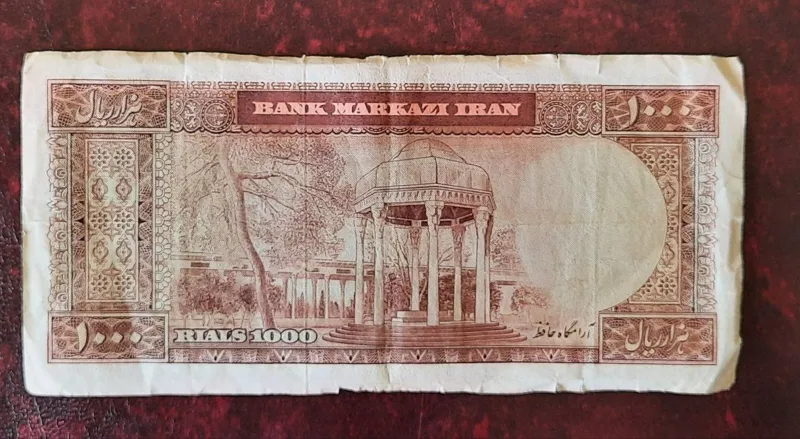 هزار ریال
BANK MARKAZI IRAN
۱۰۰۰
۱۰۰۰
RIALS 1000
آرامگاه حافظ
هزار ریال